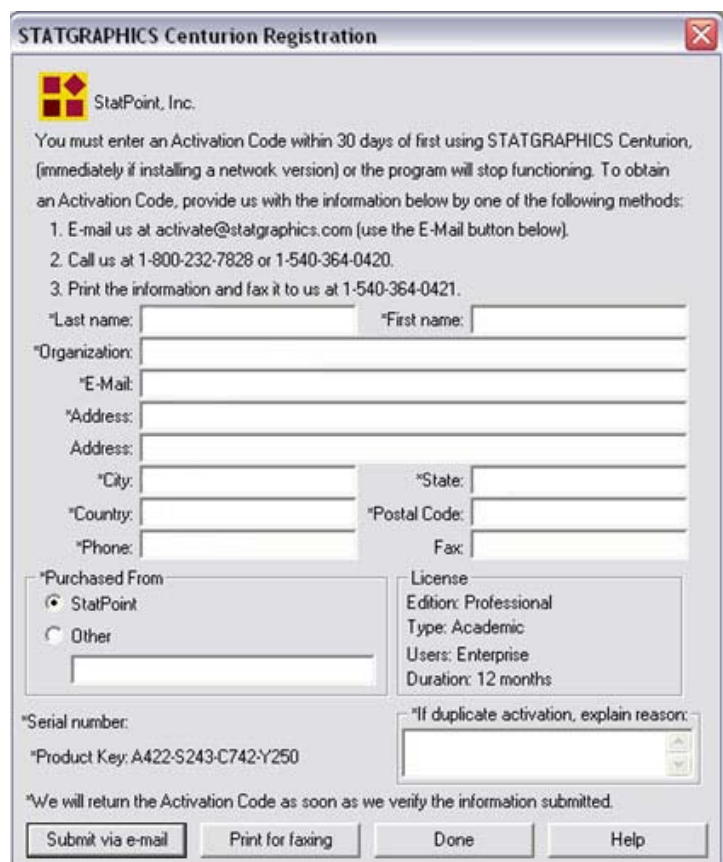 STATGRAPHICS Centurion Registration
StatPoint, Inc.
You must enter an Activation Code within 30 days of first using STATGRAPHICS Centurion,
(immediately if installing a network version) or the program will stop functioning. To obtain
an Activation Code, provide us with the information below by one of the following methods:
1. E-mail us at activate@statgraphics.com (use the E-Mail button below).
2. Call us at 1-800-232-7828 or 1-540-364-0420.
3. Print the information and fax it to us at 1-540-364-0421.
*Last name: *First name:
*Organization:
*E-Mail:
*Address:
Address:
*City: *State:
*Country: *Postal Code:
*Phone: Fax:
*Purchased From
StatPoint
Other
License
Edition: Professional
Type: Academic
Users: Enterprise
Duration: 12 months
*Serial number:
*Product Key: A422-S243-C742-Y250
*If duplicate activation, explain reason:
*We will return the Activation Code as soon as we verify the information submitted.
Submit via e-mail Print for faxing Done Help